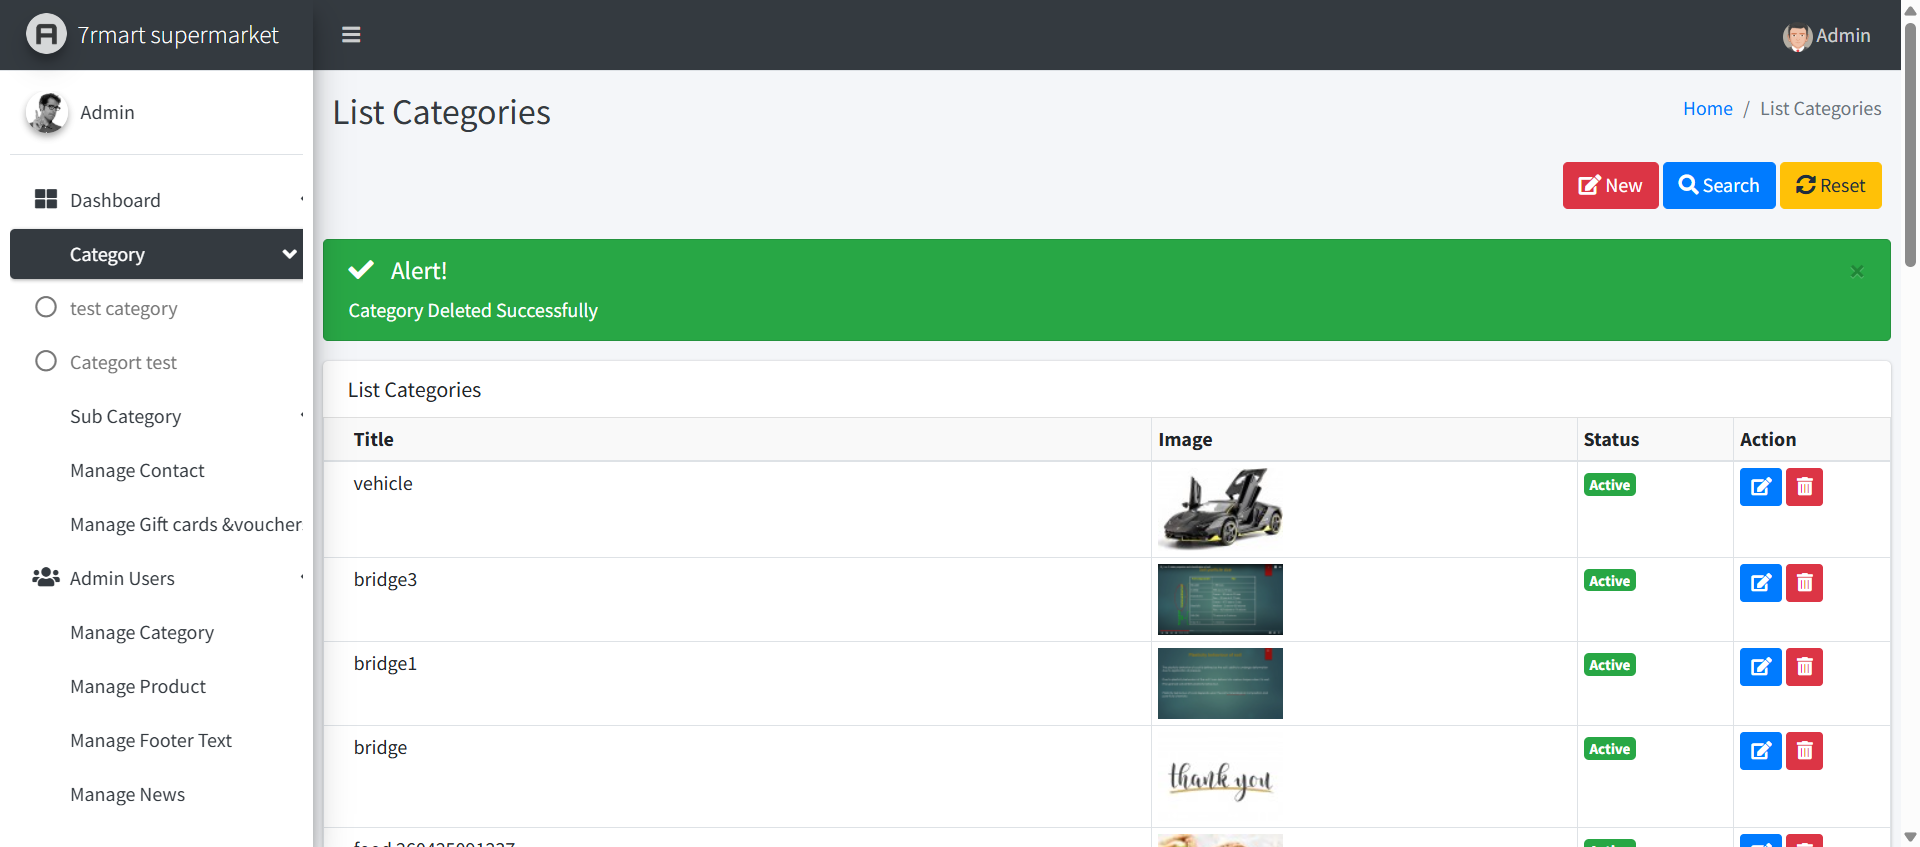 7rmart supermarket
Admin
Admin
List Categories
Home / List Categories
New
Search
Reset
Dashboard
Category
test category
Categort test
Sub Category
Manage Contact
Manage Gift cards &voucher
Admin Users
Manage Category
Manage Product
Manage Footer Text
Manage News
Alert!
×
Category Deleted Successfully
List Categories
Title Image Status Action
vehicle Active
bridge3 Active
bridge1 Active
bridge Active
thank you